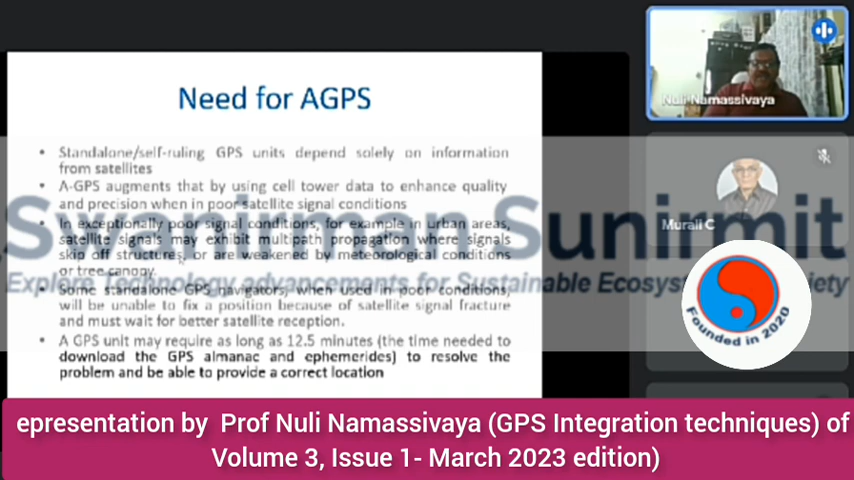 Need for AGPS
• Standalone/self-ruling GPS units depend solely on information
from satellites
• A-GPS augments that by using cell tower data to enhance quality
and precision when in poor satellite signal conditions
• In exceptionally poor signal conditions, for example in urban areas,
satellite signals may exhibit multipath propagation where signals
skip off structures, or are weakened by meteorological conditions
or tree canopy.
• Some standalone GPS navigators, when used in poor conditions,
will be unable to fix a position because of satellite signal fracture
and must wait for better satellite reception.
• A GPS unit may require as long as 12.5 minutes (the time needed to
download the GPS almanac and ephemerides) to resolve the
problem and be able to provide a correct location
Swanirman Sunirmit
Explore Technology Advancements for Sustainable Ecosys ety
Nuli Namassivaya
Murali C
Founded in 2020
epresentation by Prof Nuli Namassivaya (GPS Integration techniques) of
Volume 3, Issue 1- March 2023 edition)